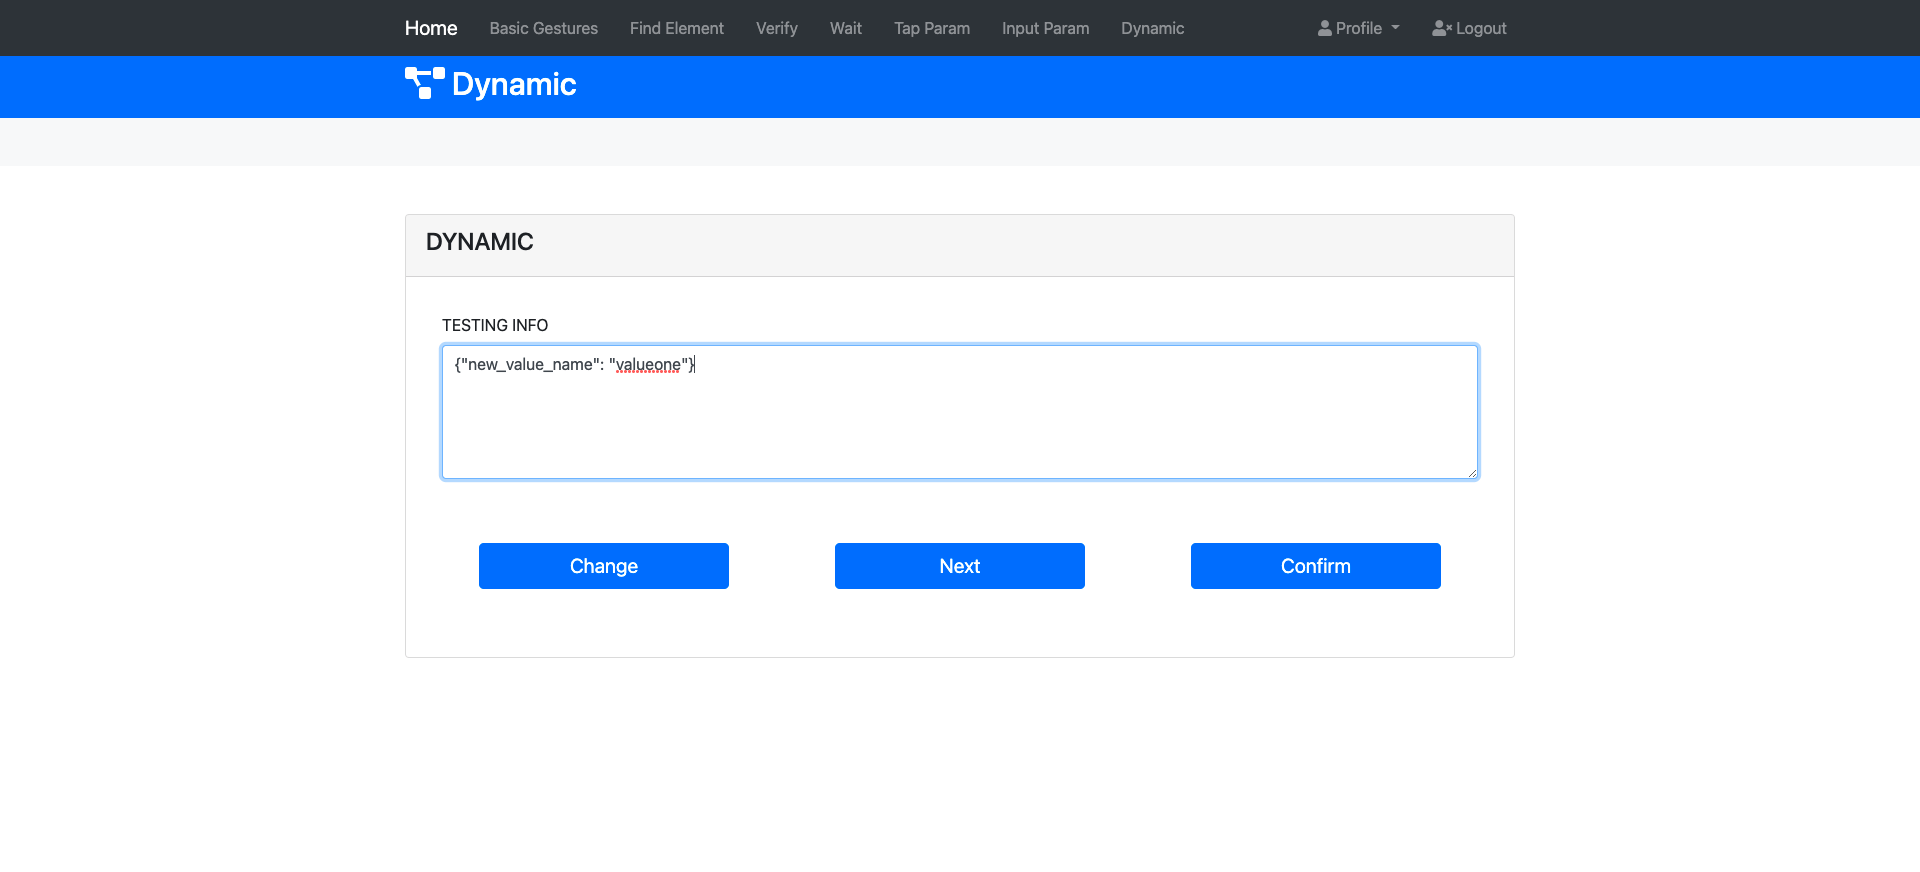 Home Basic Gestures Find Element Verify Wait Tap Param Input Param Dynamic Profile Logout
Dynamic
DYNAMIC
TESTING INFO
{"new_value_name": "valueone"}
Change Next Confirm